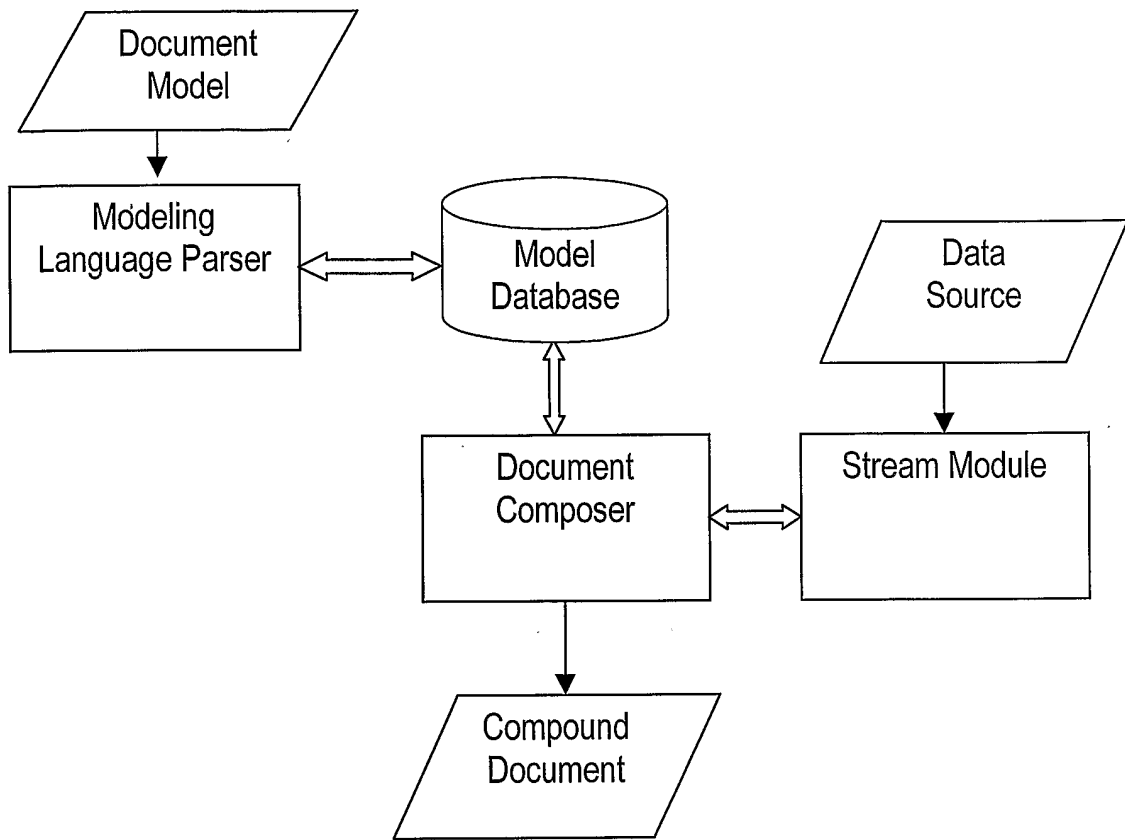 Document
Model
Modeling
Language Parser
Model
Database
Data
Source
Document
Composer
Stream Module
Compound
Document